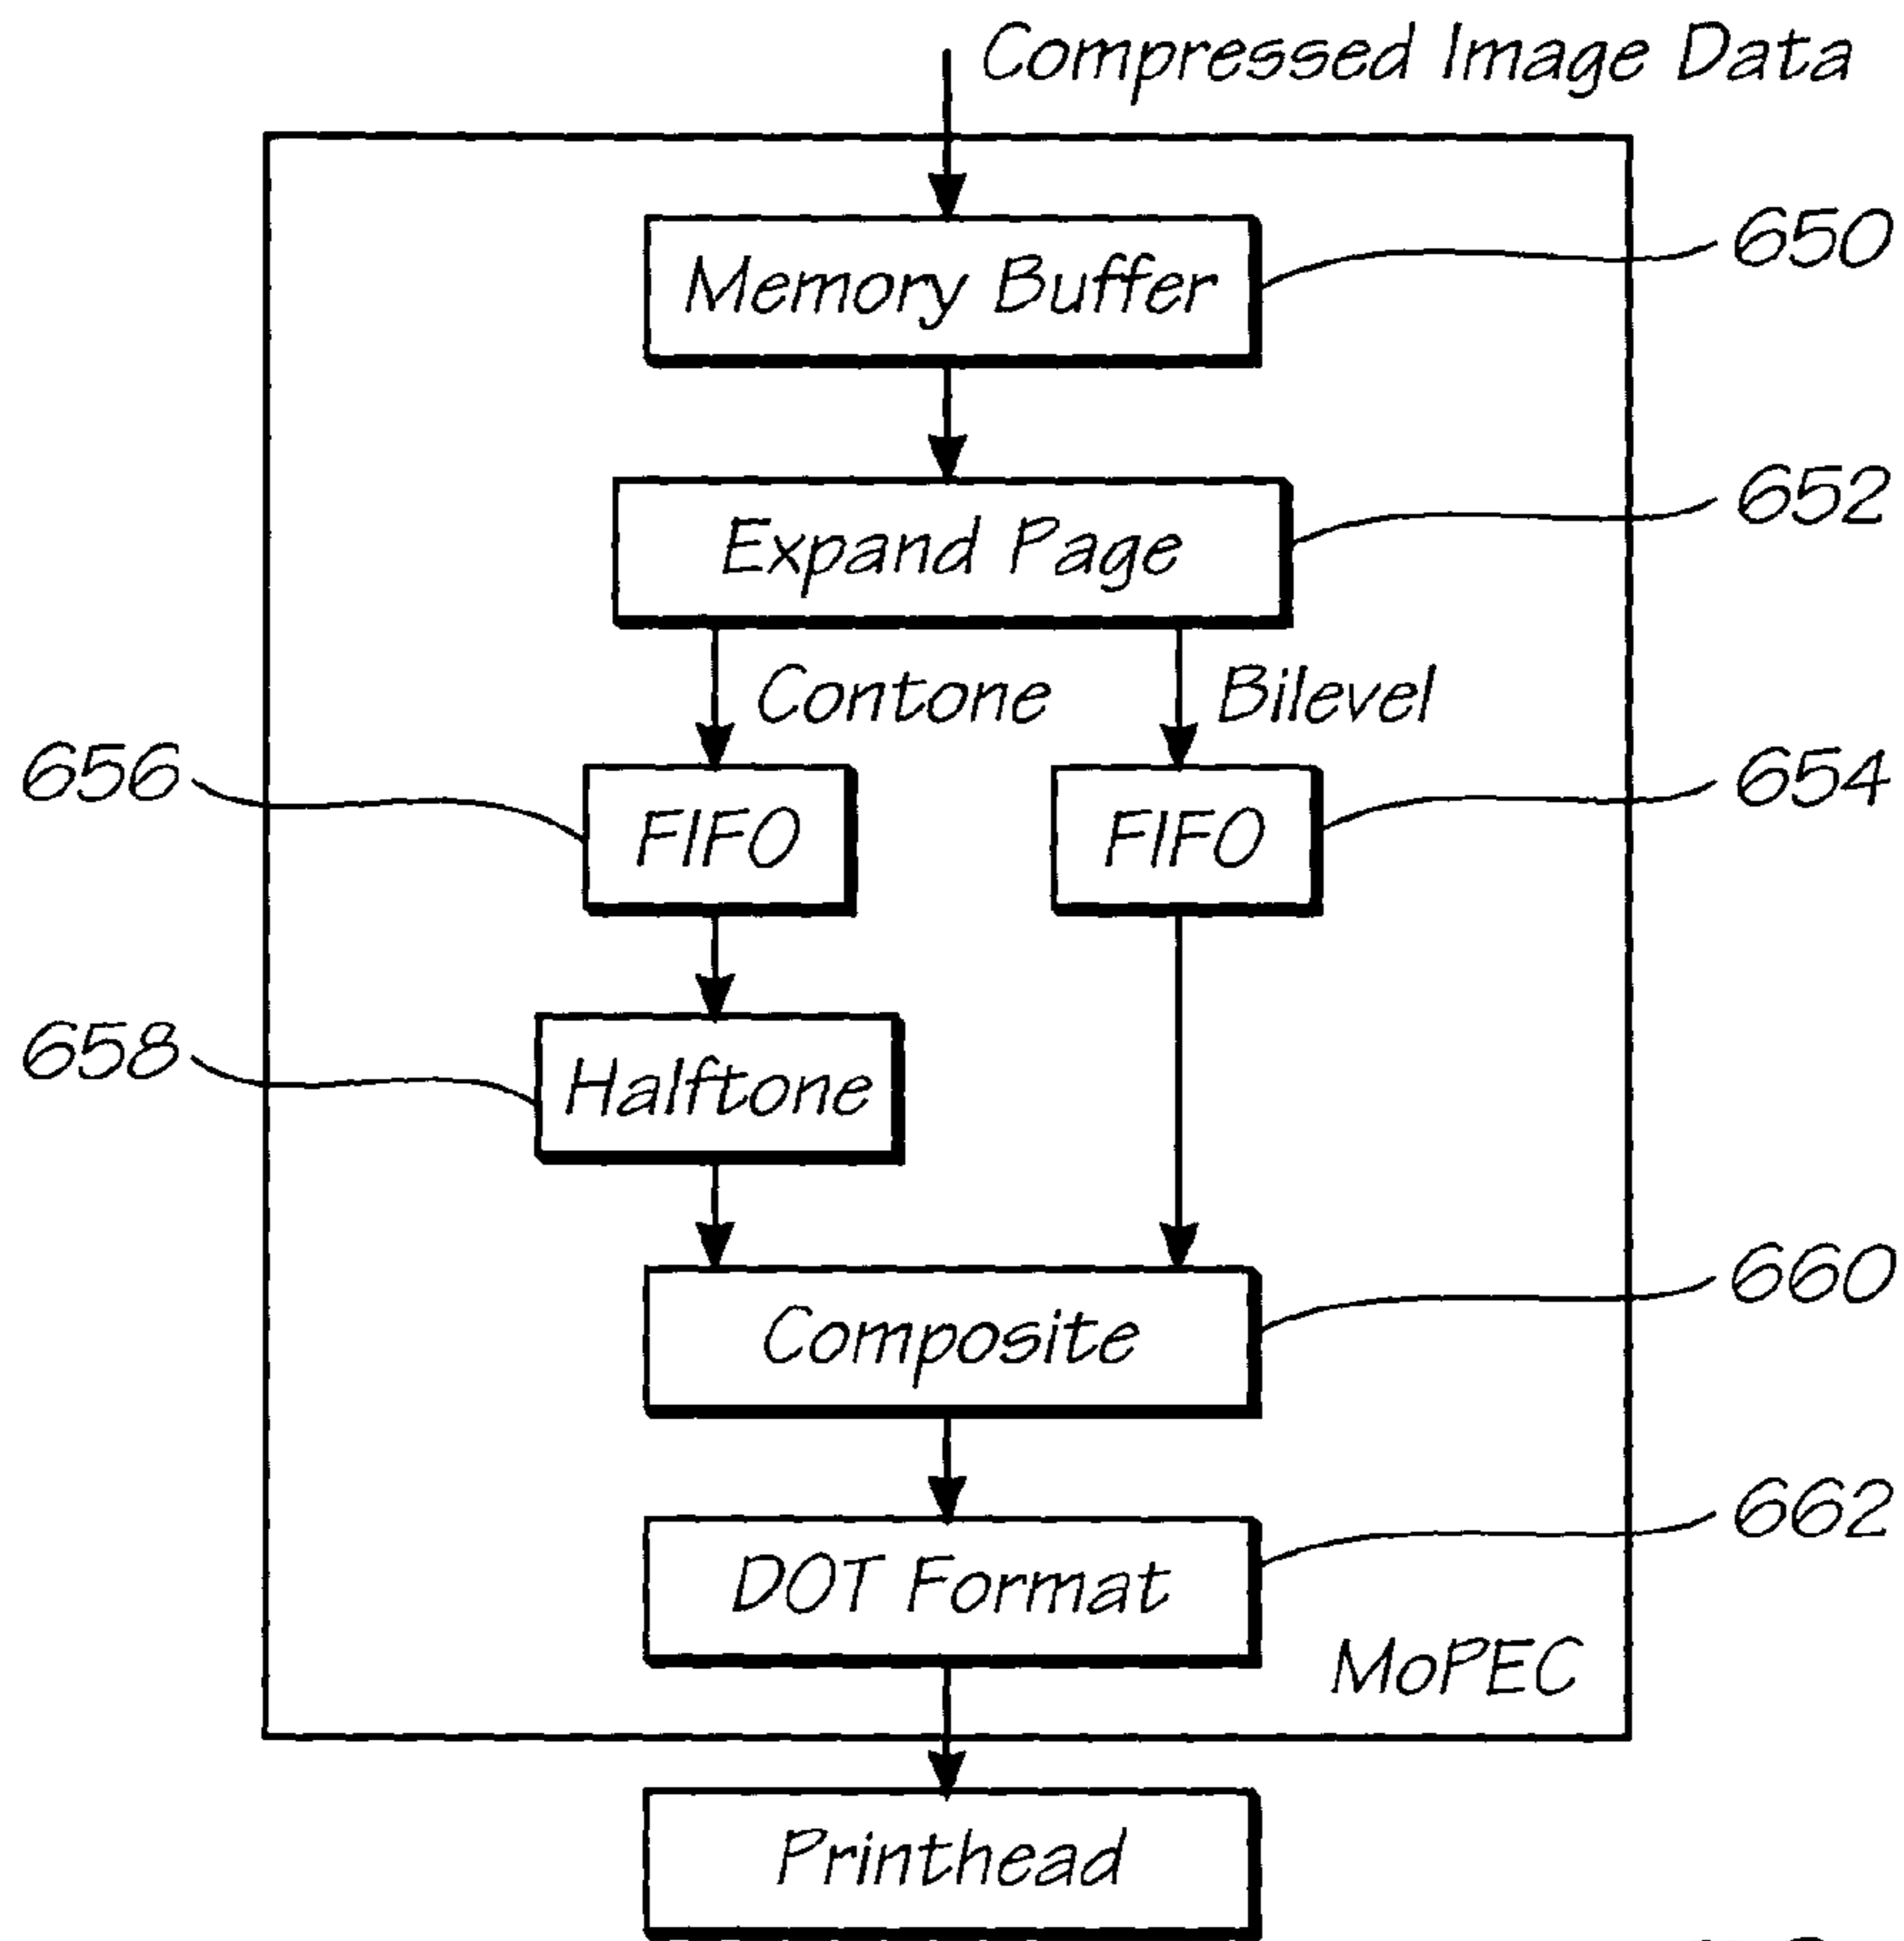 Compressed Image Data
Memory Buffer
650
Expand Page
652
Contone
Bilevel
656
FIFO
FIFO
654
658
Halftone
Composite
660
DOT Format
662
MoPEC
Printhead